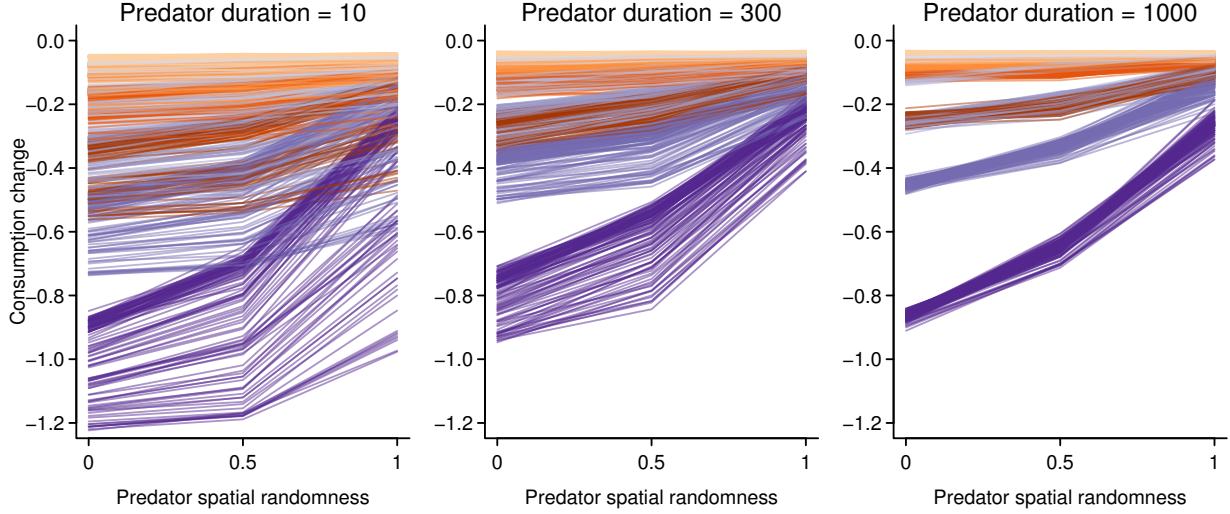 Predator duration = 10
Predator duration = 300
Predator duration = 1000
Consumption change
0.0
−0.2
−0.4
−0.6
−0.8
−1.0
−1.2
0 0.5 1
Predator spatial randomness
0.0
−0.2
−0.4
−0.6
−0.8
−1.0
−1.2
0 0.5 1
Predator spatial randomness
0.0
−0.2
−0.4
−0.6
−0.8
−1.0
−1.2
0 0.5 1
Predator spatial randomness